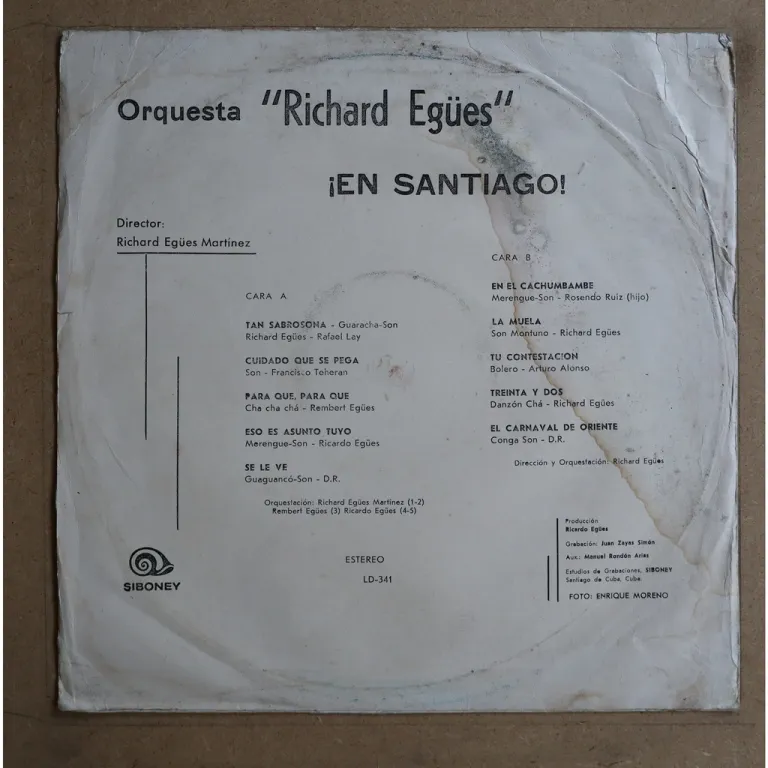 Orquesta "Richard Egües"
¡EN SANTIAGO!
Director:
Richard Egües Martinez
CARA A
TAN SABROSONA - Guaracha-Son
Richard Egües - Rafael Lay
CUIDADO QUE SE PEGA
Son - Francisco Teheran
PARA QUE, PARA QUE
Cha cha chá - Rembert Egües
ESO ES ASUNTO TUYO
Merengue-Son - Ricardo Egües
SE LE VE
Guaguancó-Son - D.R.
Orquestación: Richard Egües Martinez (1-2)
Rembert Egües (3) Ricardo Egües (4-5)
CARA B
EN EL CACHUMBAMBE
Merengue-Son - Rosendo Ruiz (hijo)
LA MUELA
Son Montuno - Richard Egües
TU CONTESTACION
Bolero - Arturo Alonso
TREINTA Y DOS
Danzón Chá - Richard Egües
EL CARNAVAL DE ORIENTE
Conga Son - D.R.
Dirección y Orquestación: Richard Egües
SIBONEY
ESTEREO
LD-341
Producción
Ricardo Egües
Grabación: Juan Zayas Simón
Aux.: Manuel Rondón Arias
Estudios de Grabaciones, SIBONEY
Santiago de Cuba, Cuba.
FOTO: ENRIQUE MORENO